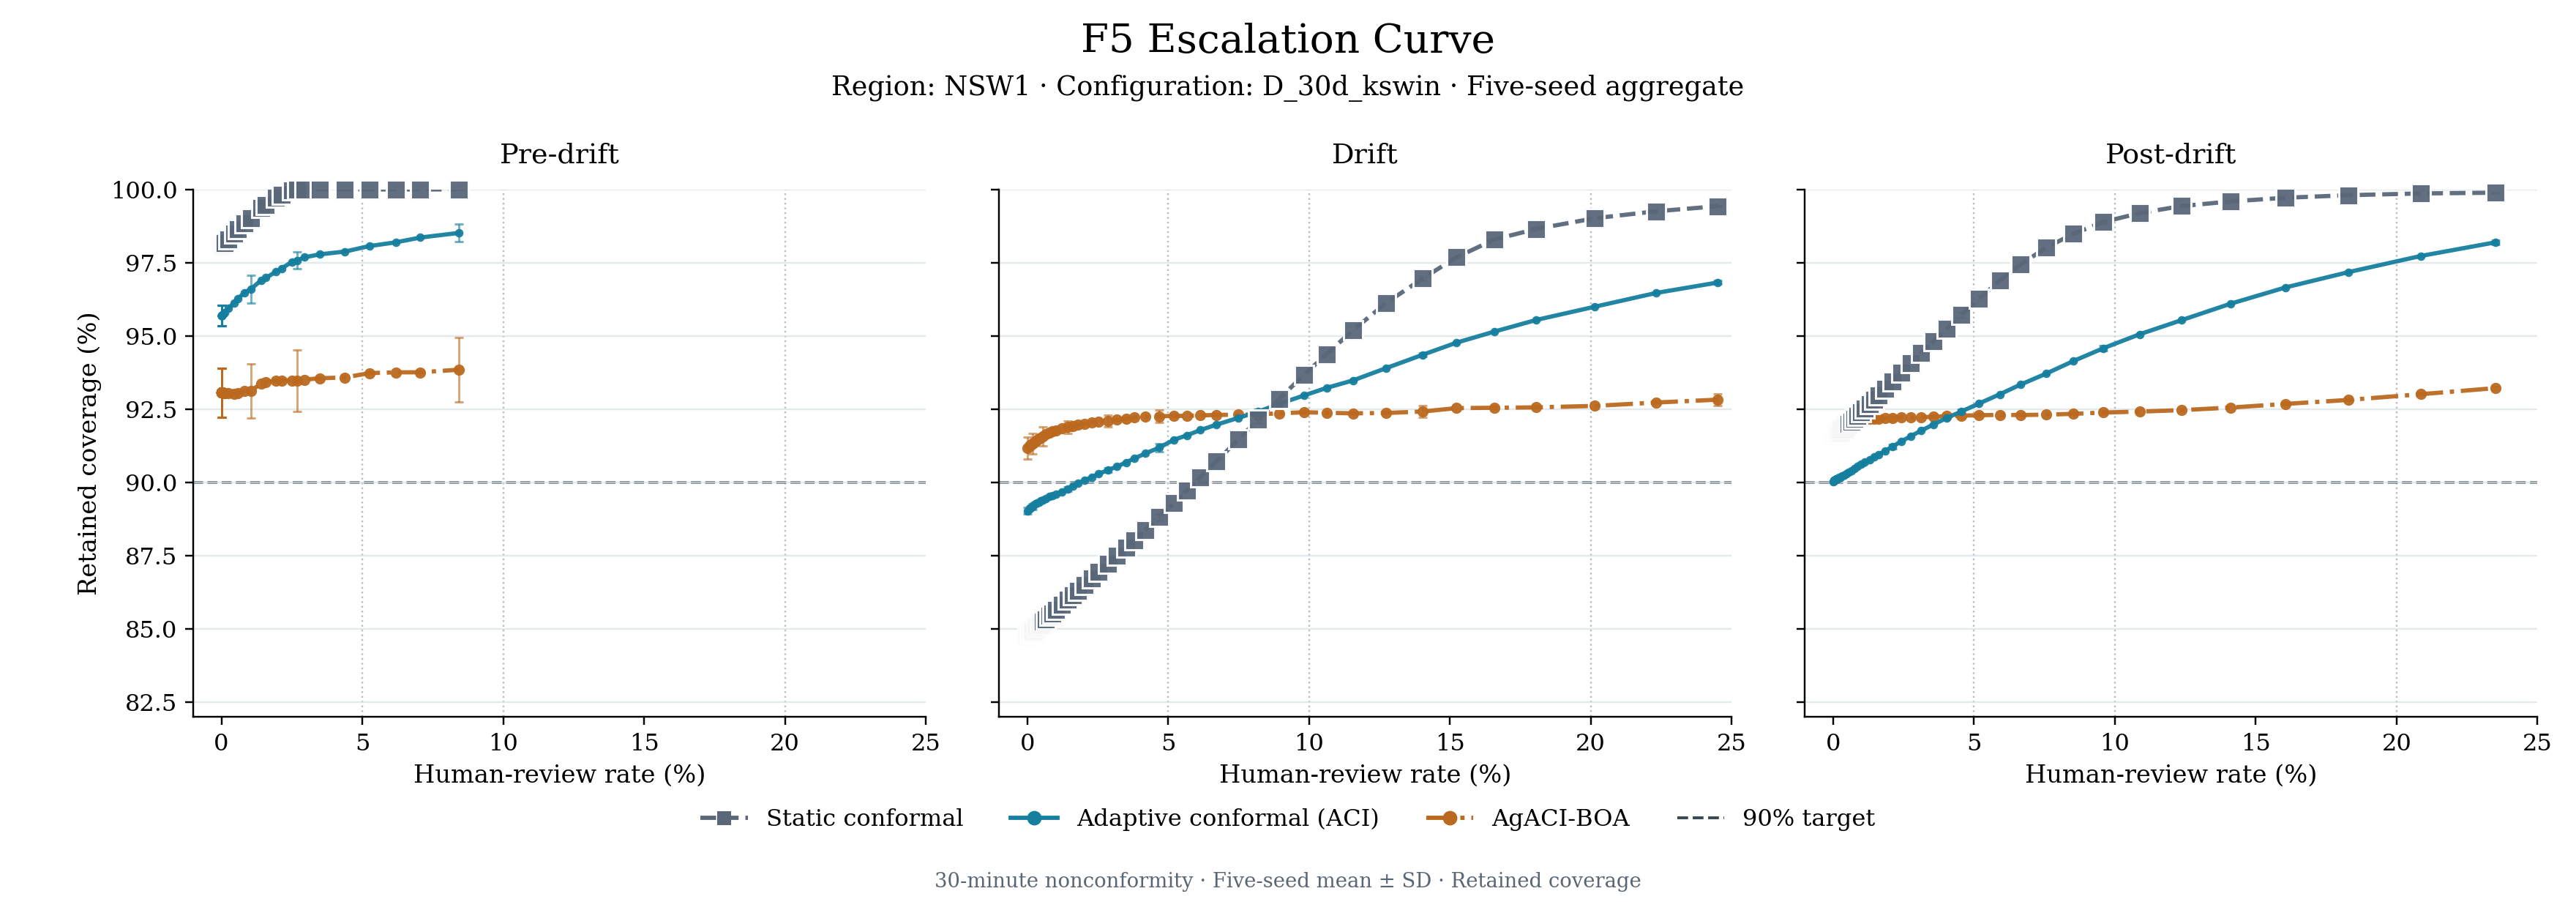 F5 Escalation Curve
Region: NSW1 · Configuration: D_30d_kswin · Five-seed aggregate
Pre-drift
Drift
Post-drift
Retained coverage (%)
100.0
97.5
95.0
92.5
90.0
87.5
85.0
82.5
0 5 10 15 20 25
0 5 10 15 20 25
0 5 10 15 20 25
Human-review rate (%)
Human-review rate (%)
Human-review rate (%)
Static conformal
Adaptive conformal (ACI)
AgACI-BOA
90% target
30-minute nonconformity · Five-seed mean ± SD · Retained coverage